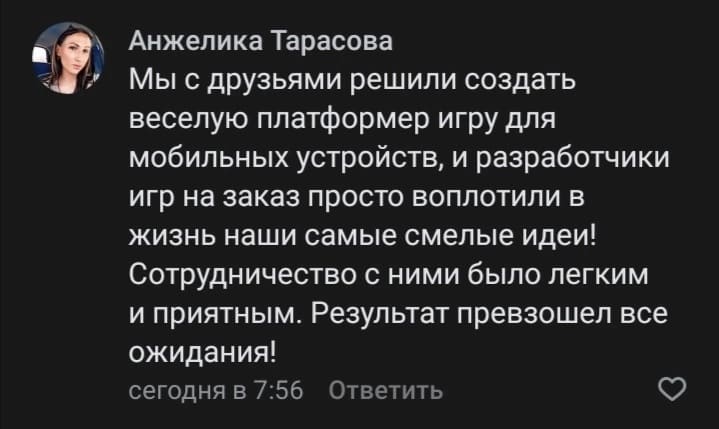 Анжелика Тарасова
Мы с друзьями решили создать
веселую платформер игру для
мобильных устройств, и разработчики
игр на заказ просто воплотили в
жизнь наши самые смелые идеи!
Сотрудничество с ними было легким
и приятным. Результат превзошел все
ожидания!
сегодня в 7:56 Ответить